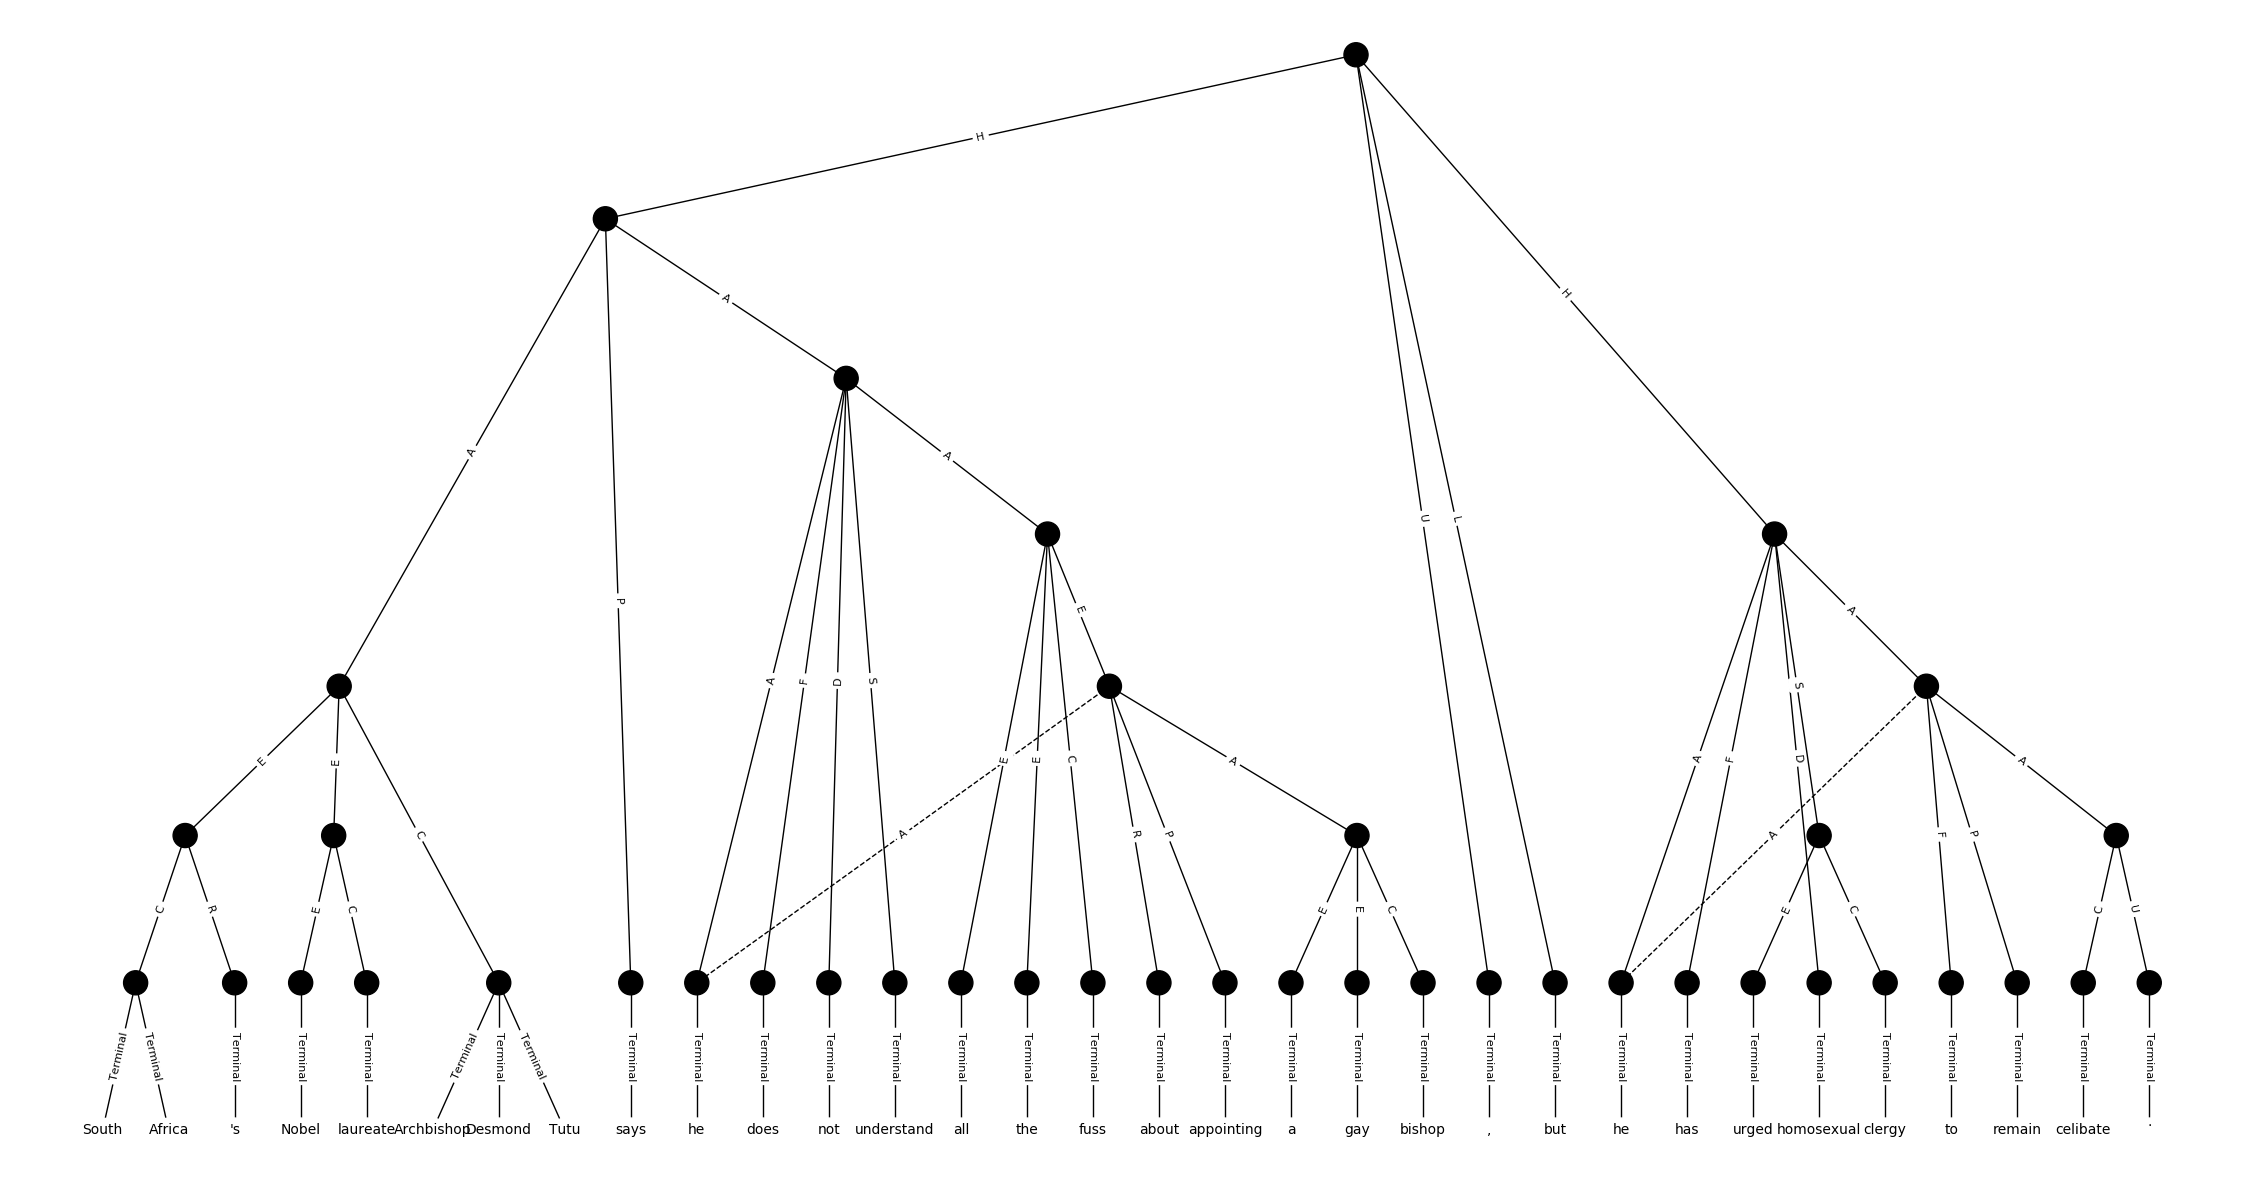 H
A
A
A
P
U
L
H
E
A
F
D
S
A
S
E
E
C
E
E
C
A
A
F
D
A
C
R
E
C
A
R
P
E
E
C
A
E
C
F
P
C
U
Terminal Terminal Terminal Terminal Terminal Terminal Terminal Terminal Terminal Terminal Terminal Terminal Terminal Terminal Terminal Terminal Terminal Terminal Terminal Terminal Terminal Terminal Terminal Terminal Terminal Terminal Terminal Terminal Terminal Terminal Terminal Terminal
South Africa 's Nobel laureate Archbishop Desmond Tutu says he does not understand all the fuss about appointing a gay bishop , but he has urged homosexual clergy to remain celibate .